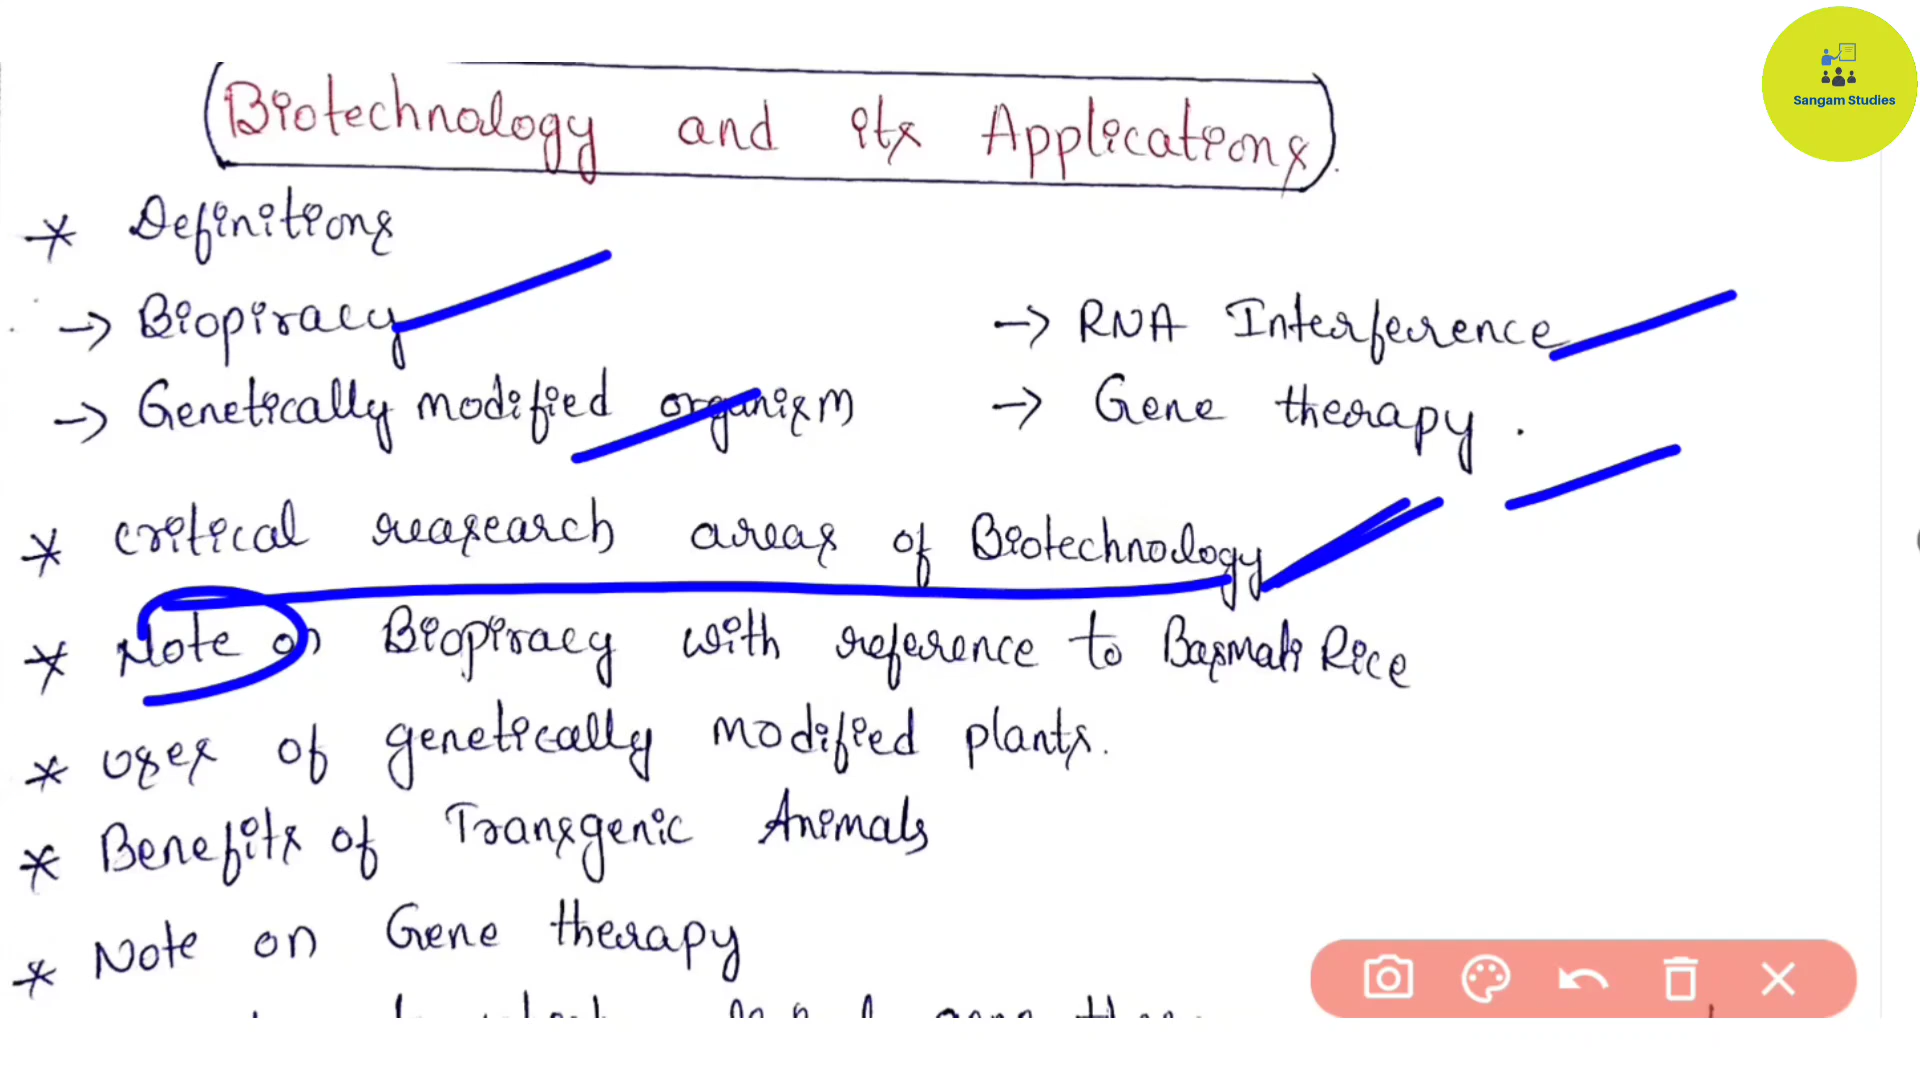 Sangam Studies
Biotechnology and its Applications.
* Definitions
→ Biopiracy → RNA Interference
→ Genetically modified organism → Gene therapy.
* critical reasearch areas of Biotechnology
* Note on Biopiracy with reference to Basmati Rice
* uses of genetically modified plants.
* Benefits of Transgenic Animals
* Note on Gene therapy